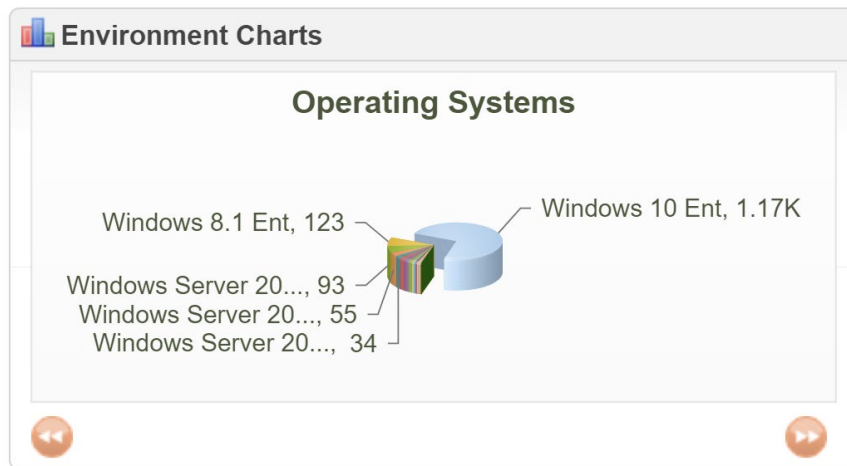 Environment Charts
Operating Systems
Windows 10 Ent, 1.17K
Windows 8.1 Ent, 123
Windows Server 20..., 93
Windows Server 20..., 55
Windows Server 20..., 34